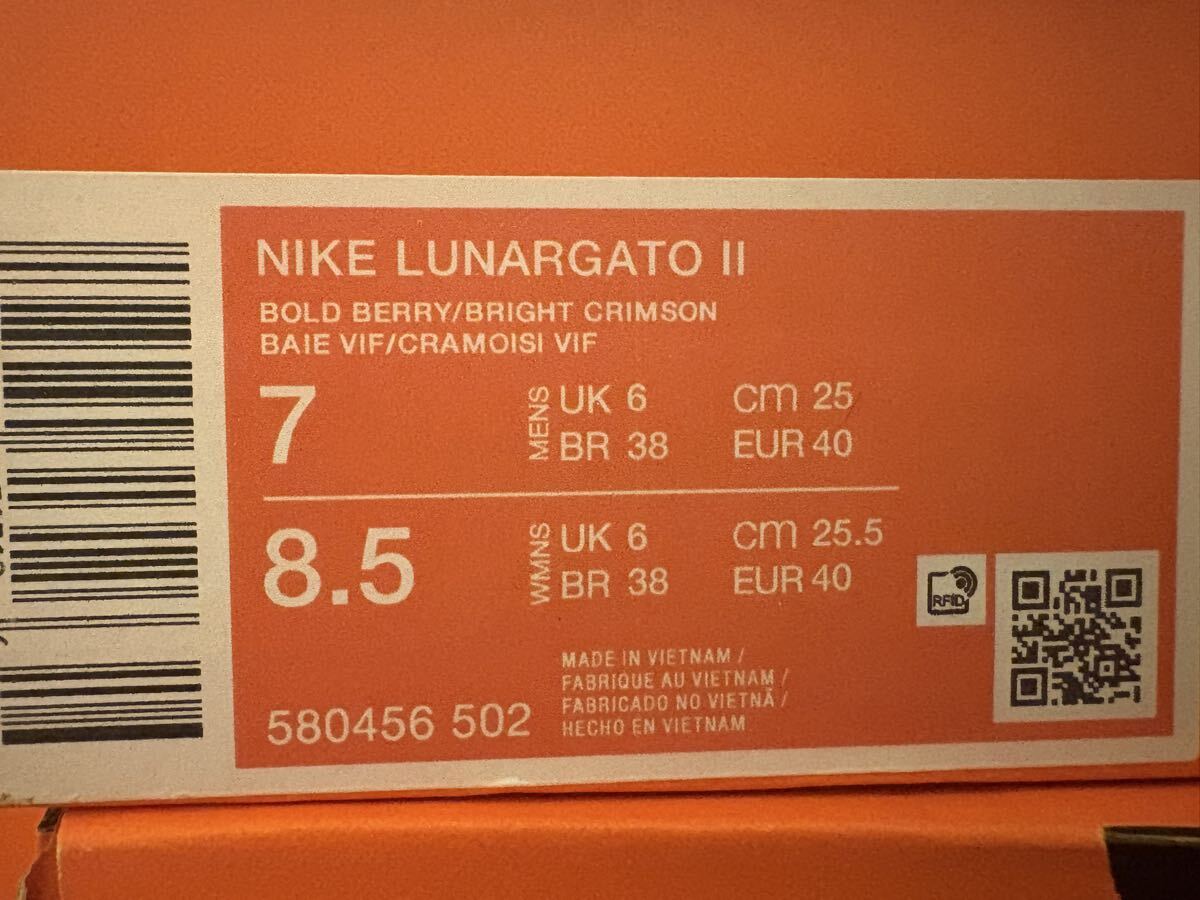 NIKE LUNARGATO II
BOLD BERRY/BRIGHT CRIMSON
BAIE VIF/CRAMOISI VIF
7
MENS
UK 6
cm 25
BR 38
EUR 40
8.5
WMNS
UK 6
cm 25.5
BR 38
EUR 40
RFID
580456 502
MADE IN VIETNAM /
FABRIQUE AU VIETNAM /
FABRICADO NO VIETNÃ /
HECHO EN VIETNAM